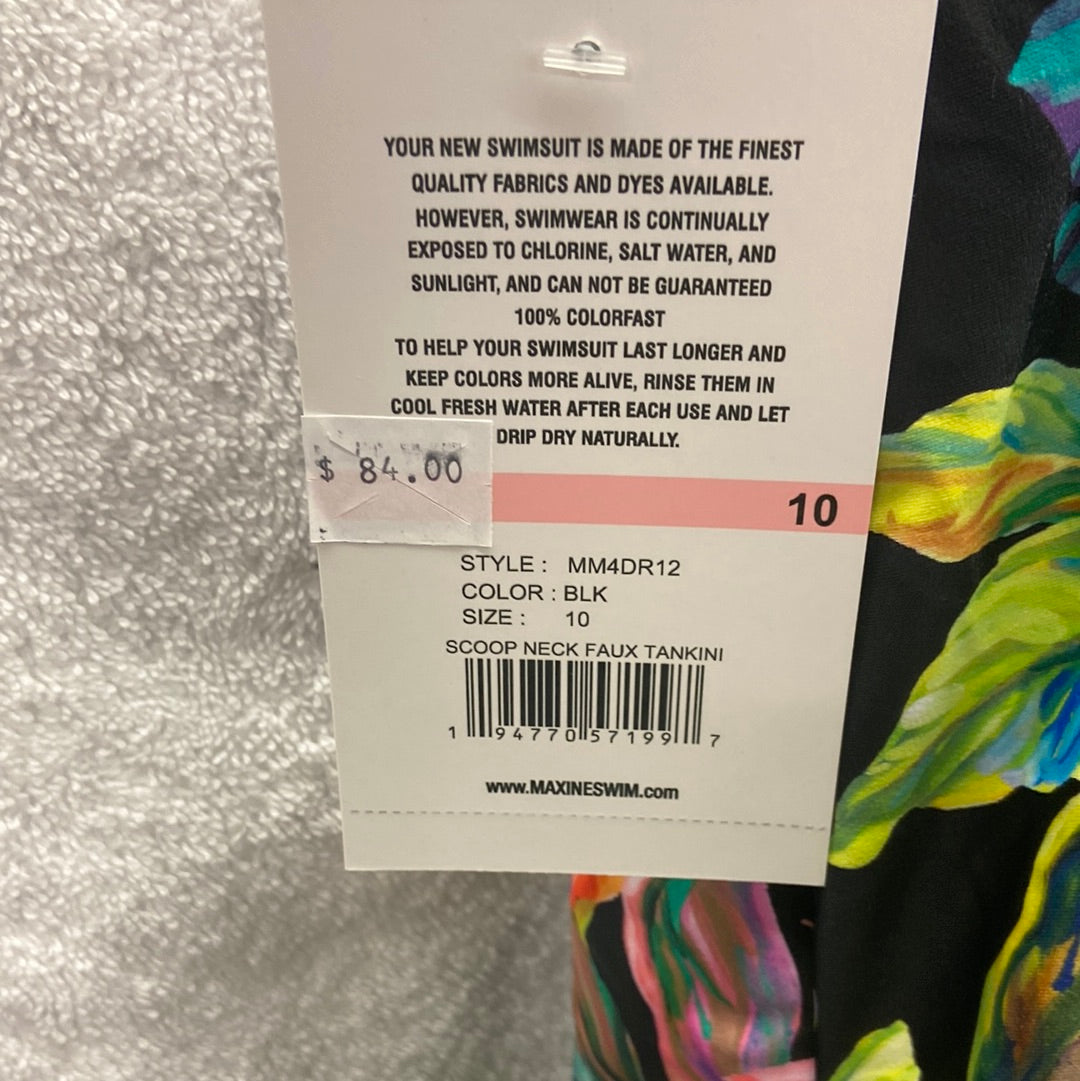 YOUR NEW SWIMSUIT IS MADE OF THE FINEST
QUALITY FABRICS AND DYES AVAILABLE.
HOWEVER, SWIMWEAR IS CONTINUALLY
EXPOSED TO CHLORINE, SALT WATER, AND
SUNLIGHT, AND CAN NOT BE GUARANTEED
100% COLORFAST
TO HELP YOUR SWIMSUIT LAST LONGER AND
KEEP COLORS MORE ALIVE, RINSE THEM IN
COOL FRESH WATER AFTER EACH USE AND LET
DRIP DRY NATURALLY.
$ 84.00
10
STYLE : MM4DR12
COLOR : BLK
SIZE : 10
SCOOP NECK FAUX TANKINI
1 94770 57199 7
www.MAXINESWIM.com